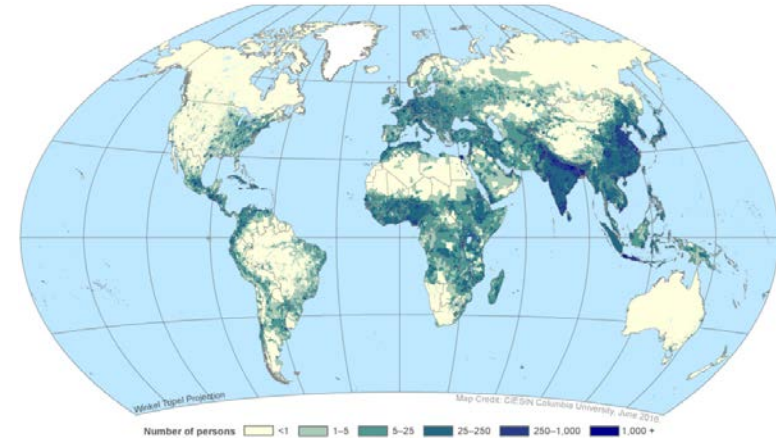 Winkel Tripel Projection
Map Credit: CIESIN Columbia University, June 2016.
Number of persons <1 1–5 5–25 25–250 250–1,000 1,000 +